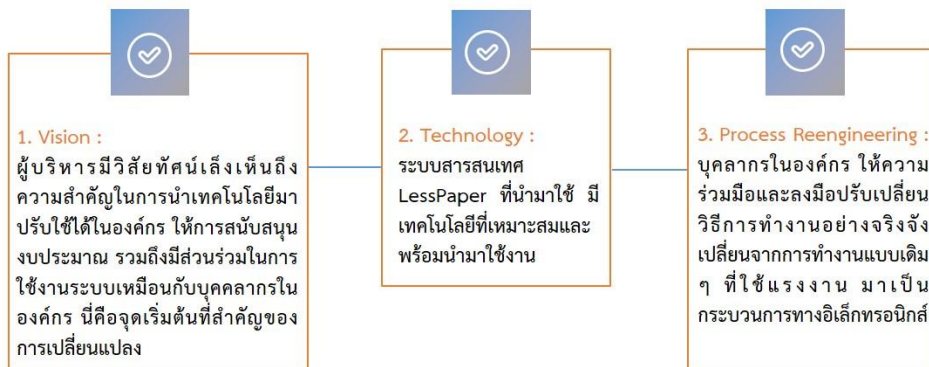 1. Vision :
ผู้บริหารมีวิสัยทัศน์เล็งเห็นถึง
ความสำคัญในการนำเทคโนโลยีมา
ปรับใช้ได้ในองค์กร ให้การสนับสนุน
งบประมาณ รวมถึงมีส่วนร่วมในการ
ใช้งานระบบเหมือนกับบุคคลากรใน
องค์กร นี่คือจุดเริ่มต้นที่สำคัญของ
การเปลี่ยนแปลง
2. Technology :
ระบบสารสนเทศ
LessPaper ที่นำมาใช้ มี
เทคโนโลยีที่เหมาะสมและ
พร้อมนำมาใช้งาน
3. Process Reengineering :
บุคลากรในองค์กร ให้ความ
ร่วมมือและลงมือปรับเปลี่ยน
วิธีการทำงานอย่างจริงจัง
เปลี่ยนจากการทำงานแบบเดิม
ๆ ที่ใช้แรงงาน มาเป็น
กระบวนการทางอิเล็กทรอนิกส์